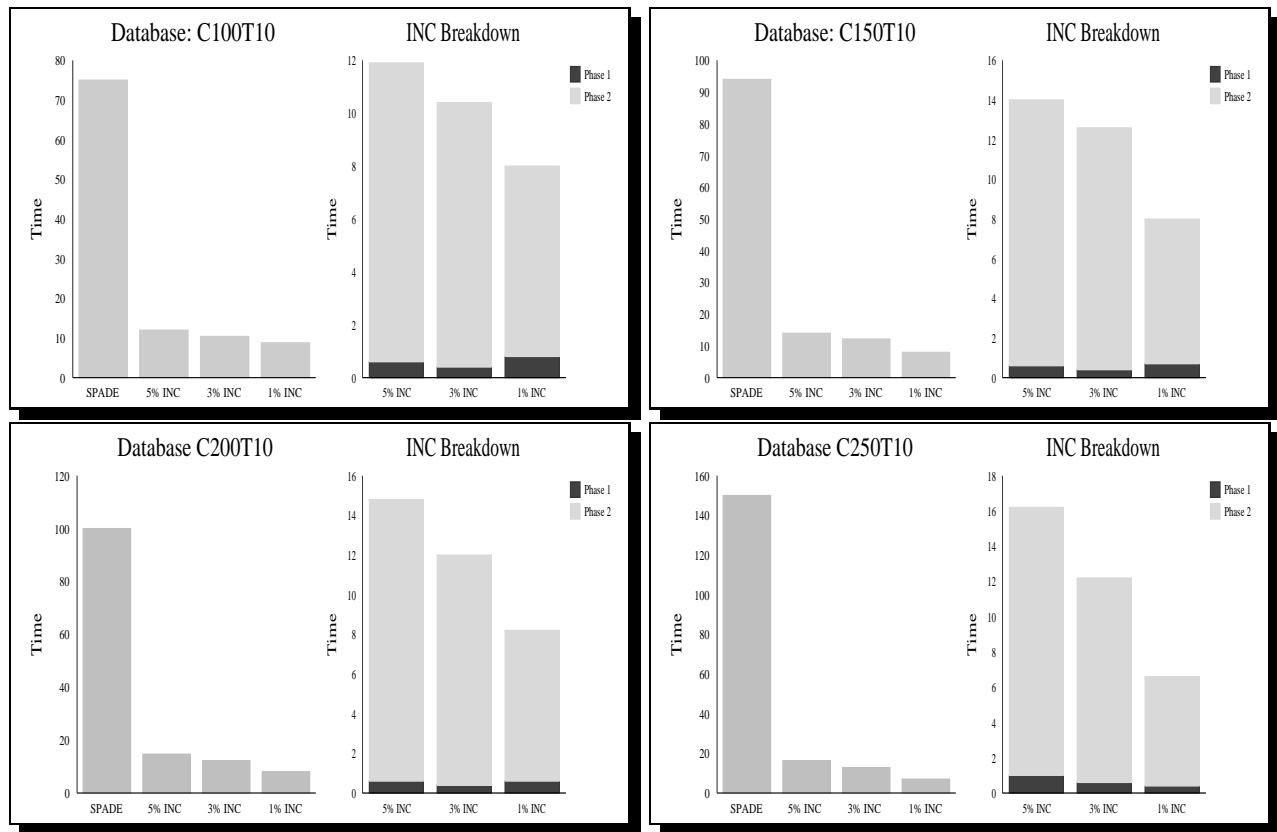 Database: C100T10
80
70
60
50
40
30
20
10
0
Time
SPADE 5% INC 3% INC 1% INC
INC Breakdown
12
10
8
6
4
2
0
Time
5% INC 3% INC 1% INC
Phase 1
Phase 2
Database: C150T10
100
90
80
70
60
50
40
30
20
10
0
Time
SPADE 5% INC 3% INC 1% INC
INC Breakdown
16
14
12
10
8
6
4
2
0
Time
5% INC 3% INC 1% INC
Phase 1
Phase 2
Database C200T10
120
100
80
60
40
20
0
Time
SPADE 5% INC 3% INC 1% INC
INC Breakdown
16
14
12
10
8
6
4
2
0
Time
5% INC 3% INC 1% INC
Phase 1
Phase 2
Database C250T10
160
140
120
100
80
60
40
20
0
Time
SPADE 5% INC 3% INC 1% INC
INC Breakdown
18
16
14
12
10
8
6
4
2
0
Time
5% INC 3% INC 1% INC
Phase 1
Phase 2